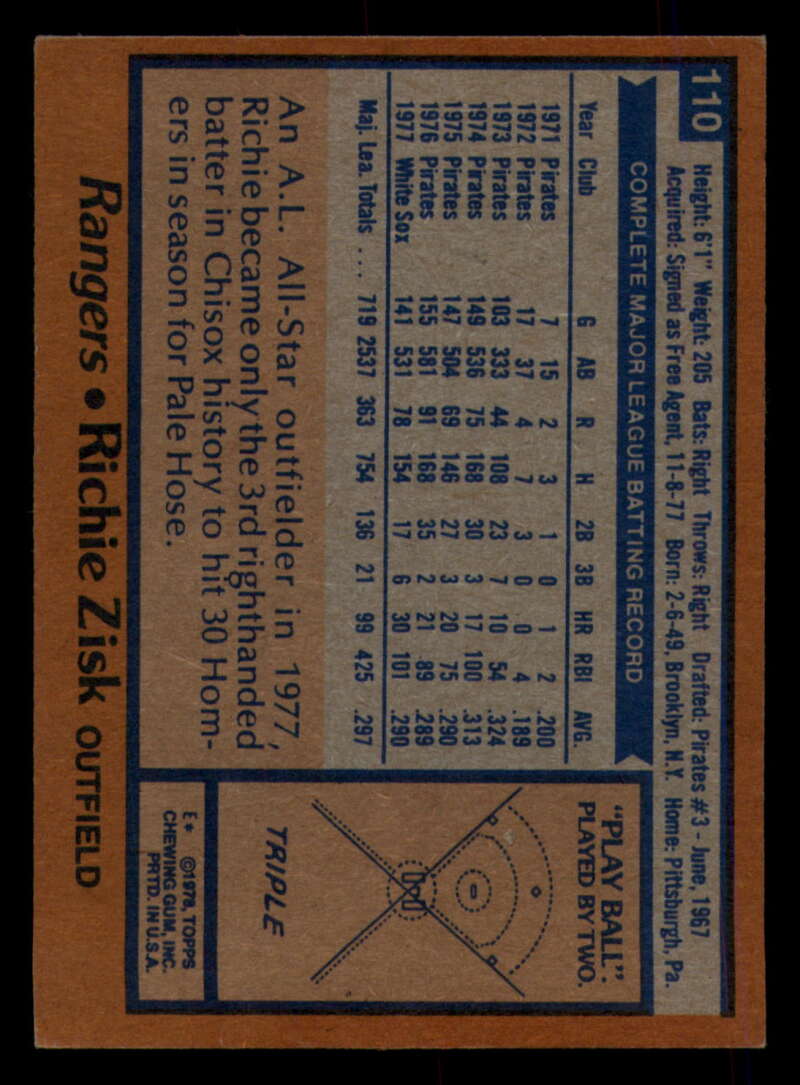 110
Height: 6'1" Weight: 205 Bats: Right Throws: Right Drafted: Pirates #3 - June, 1967
Acquired: Signed as Free Agent, 11-8-77 Born: 2-6-49, Brooklyn, N.Y. Home: Pittsburgh, Pa.
COMPLETE MAJOR LEAGUE BATTING RECORD
Year Club G AB R H 2B 3B HR RBI AVG.
1971 Pirates 7 15 2 3 1 0 1 2 .200
1972 Pirates 17 37 4 7 3 0 0 4 .189
1973 Pirates 103 333 44 108 23 7 10 54 .324
1974 Pirates 149 536 75 168 30 3 17 100 .313
1975 Pirates 147 504 69 146 27 3 20 75 .290
1976 Pirates 155 581 91 168 35 2 21 89 .289
1977 White Sox 141 531 78 154 17 6 30 101 .290
Maj. Lea. Totals .... 719 2537 363 754 136 21 99 425 .297
An A.L. All-Star outfielder in 1977,
Richie became only the 3rd righthanded
batter in Chisox history to hit 30 Hom-
ers in season for Pale Hose.
"PLAY BALL":
PLAYED BY TWO.
TRIPLE
E* ©1978, TOPPS
CHEWING GUM, INC.
PRTD. IN U.S.A.
Rangers • Richie Zisk OUTFIELD